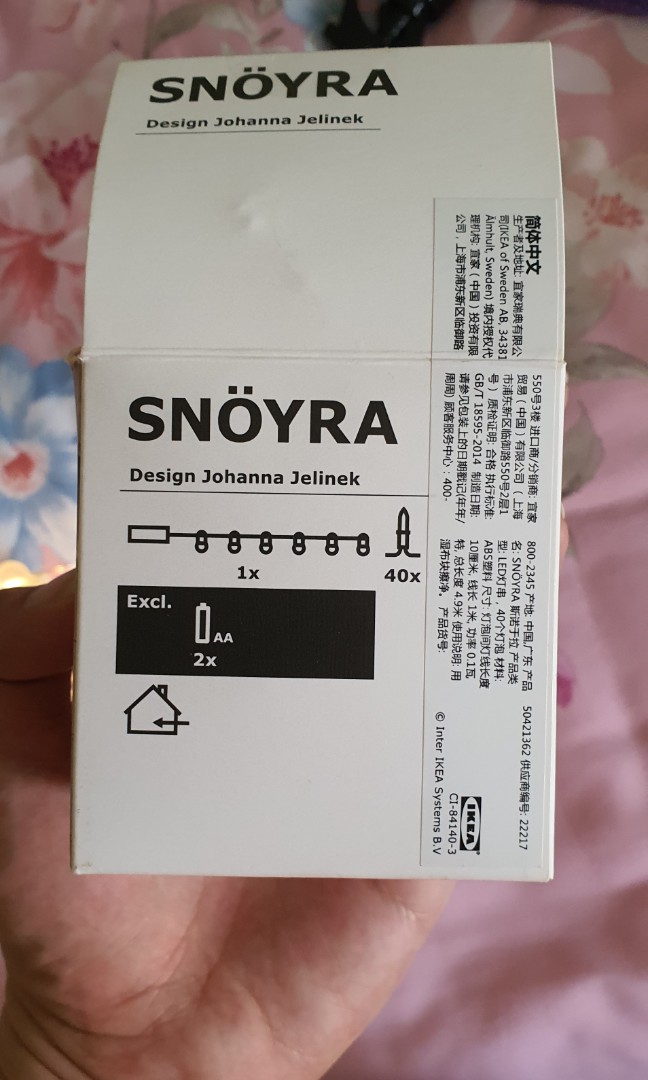 SNÖYRA
Design Johanna Jelinek
SNÖYRA
Design Johanna Jelinek
1x
40x
Excl.
AA
2x
简体中文
生产者及地址: 宜家瑞典有限公
司(IKEA of Sweden AB, 34381
Älmhult, Sweden) 境内授权代
理机构: 宜家（中国）投资有限
公司，上海市浦东新区临御路
550号3楼 进口商/分销商: 宜家
贸易（中国）有限公司（上海
市浦东新区临御路550号2层1
号）质检证明: 合格 执行标准:
GB/T 18595-2014 制造日期:
请参见包装上的日期戳记(年年/
周周) 顾客服务中心: 400-
800-2345 产地: 中国,广东 产品
名: SNÖYRA 斯诺于拉 产品类
型: LED灯串，40个灯泡 材料:
ABS塑料 尺寸: 灯泡间灯线长度
10厘米, 线长 1米, 功率 0.1瓦
特, 总长度 4.9米 使用说明: 用
湿布块擦净。 产品货号:
50421362 供应商编号: 22217
IKEA®
CI-84140-3
© Inter IKEA Systems B.V